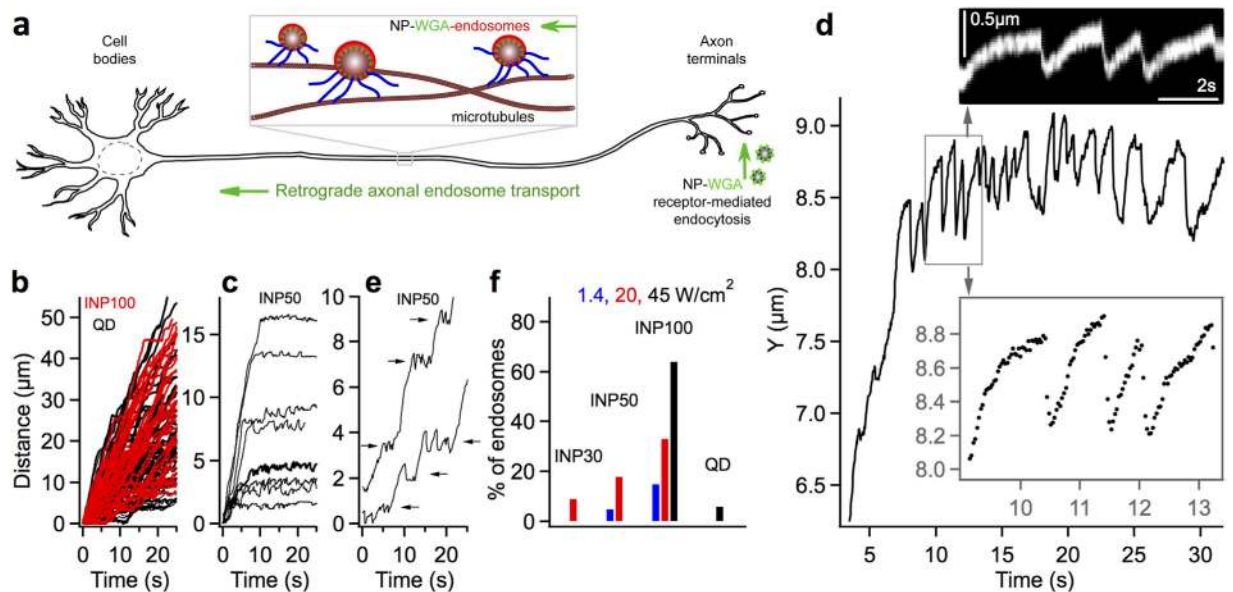 a
Cell
bodies
NP-WGA-endosomes
microtubules
Axon
terminals
Retrograde axonal endosome transport
NP-WGA
receptor-mediated
endocytosis
d
0.5µm
2s
Y (µm)
9.0
8.5
8.0
7.5
7.0
6.5
5
10
15
20
25
30
Time (s)
8.8
8.6
8.4
8.2
8.0
10
11
12
13
b
INP100
QD
Distance (µm)
50
40
30
20
10
0
0
10
20
Time (s)
c
INP50
15
10
5
0
0
10
20
Time (s)
e
INP50
10
8
6
4
2
0
0
10
20
Time (s)
f
1.4, 20, 45 W/cm²
% of endosomes
80
60
40
20
0
INP30
INP50
INP100
QD